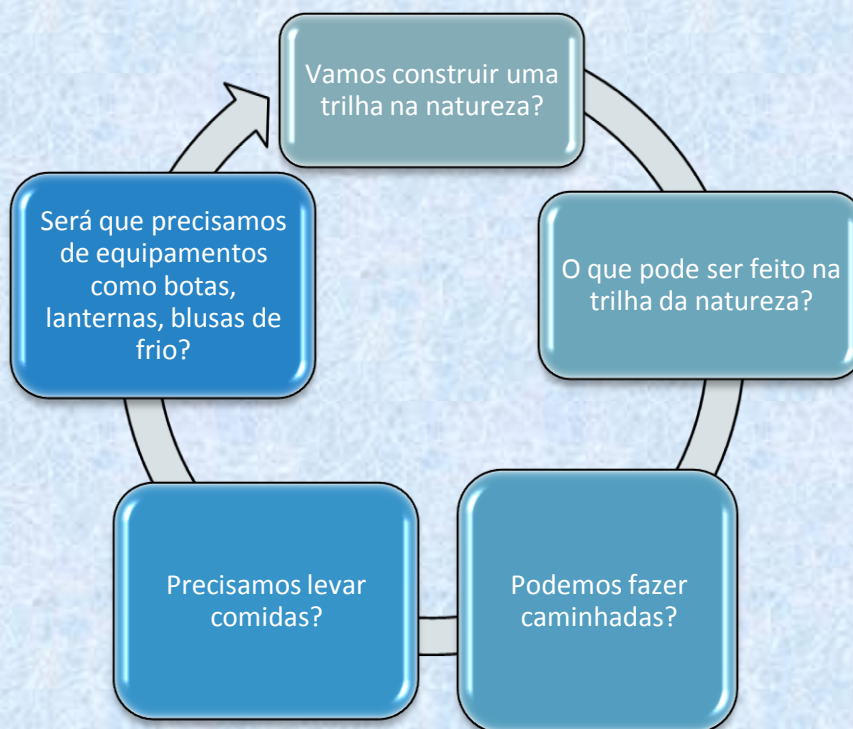 Vamos construir uma
trilha na natureza?
O que pode ser feito na
trilha da natureza?
Podemos fazer
caminhadas?
Precisamos levar
comidas?
Será que precisamos
de equipamentos
como botas,
lanternas, blusas de
frio?